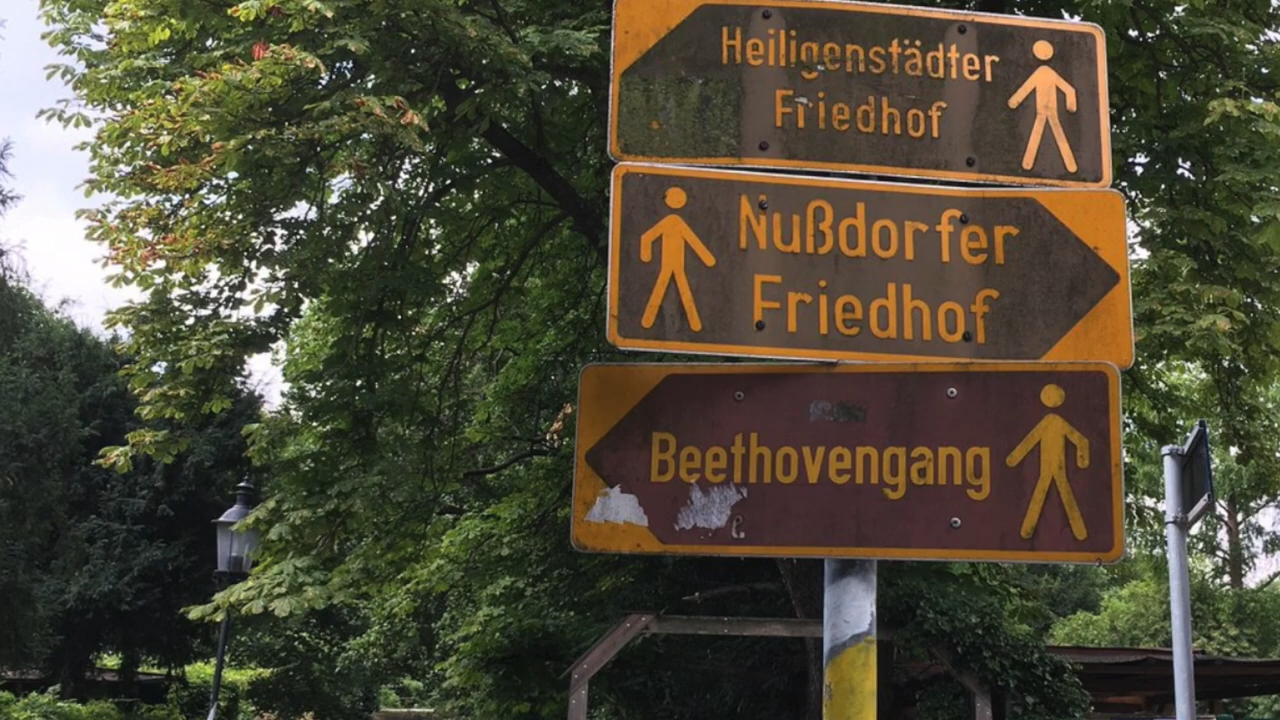 Heiligenstädter
Friedhof
Nußdorfer
Friedhof
Beethovengang